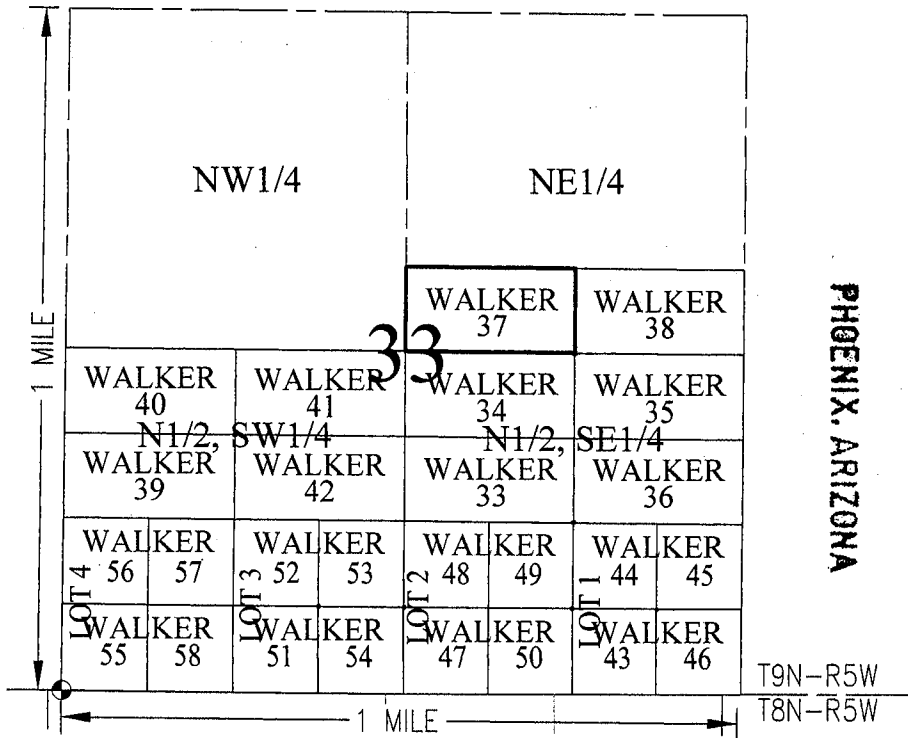 NW1/4 NE1/4
1 MILE
WALKER WALKER
37 38
33
PHOENIX, ARIZONA
WALKER WALKER WALKER WALKER
40 41 34 35
N1/2, SW1/4 N1/2, SE1/4
WALKER WALKER WALKER WALKER
39 42 33 36
WALKER WALKER WALKER WALKER
56 57 52 53 48 49 44 45
LOT 4 LOT 3 LOT 2 LOT 1
WALKER WALKER WALKER WALKER
55 58 51 54 47 50 43 46
T9N-R5W
T8N-R5W
1 MILE